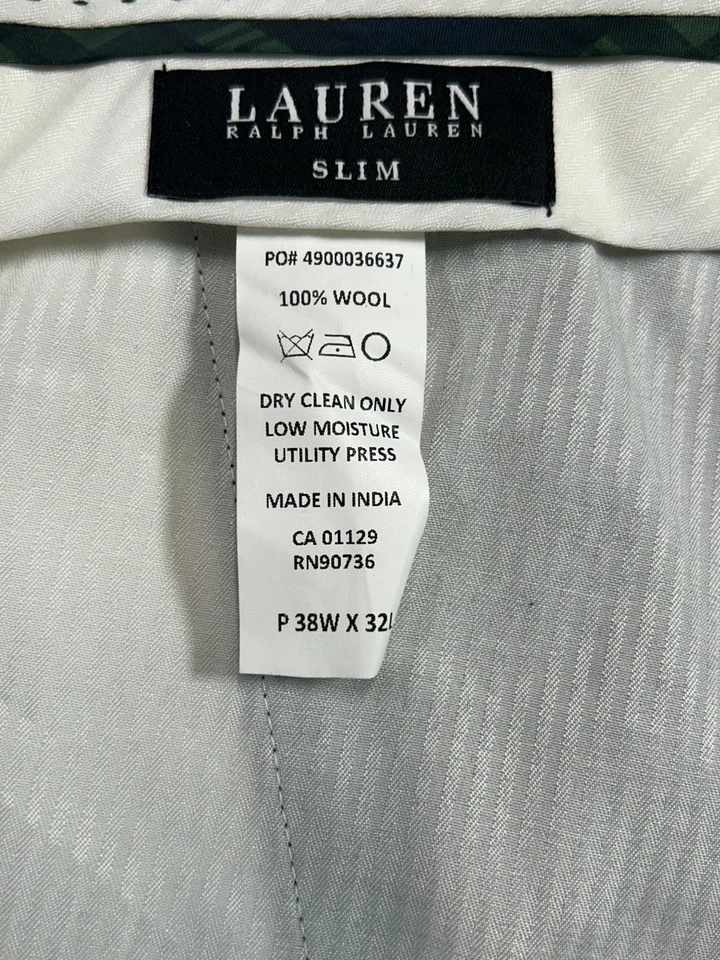 LAUREN
RALPH LAUREN
SLIM
PO# 4900036637
100% WOOL
DRY CLEAN ONLY
LOW MOISTURE
UTILITY PRESS
MADE IN INDIA
CA 01129
RN90736
P 38W X 32L